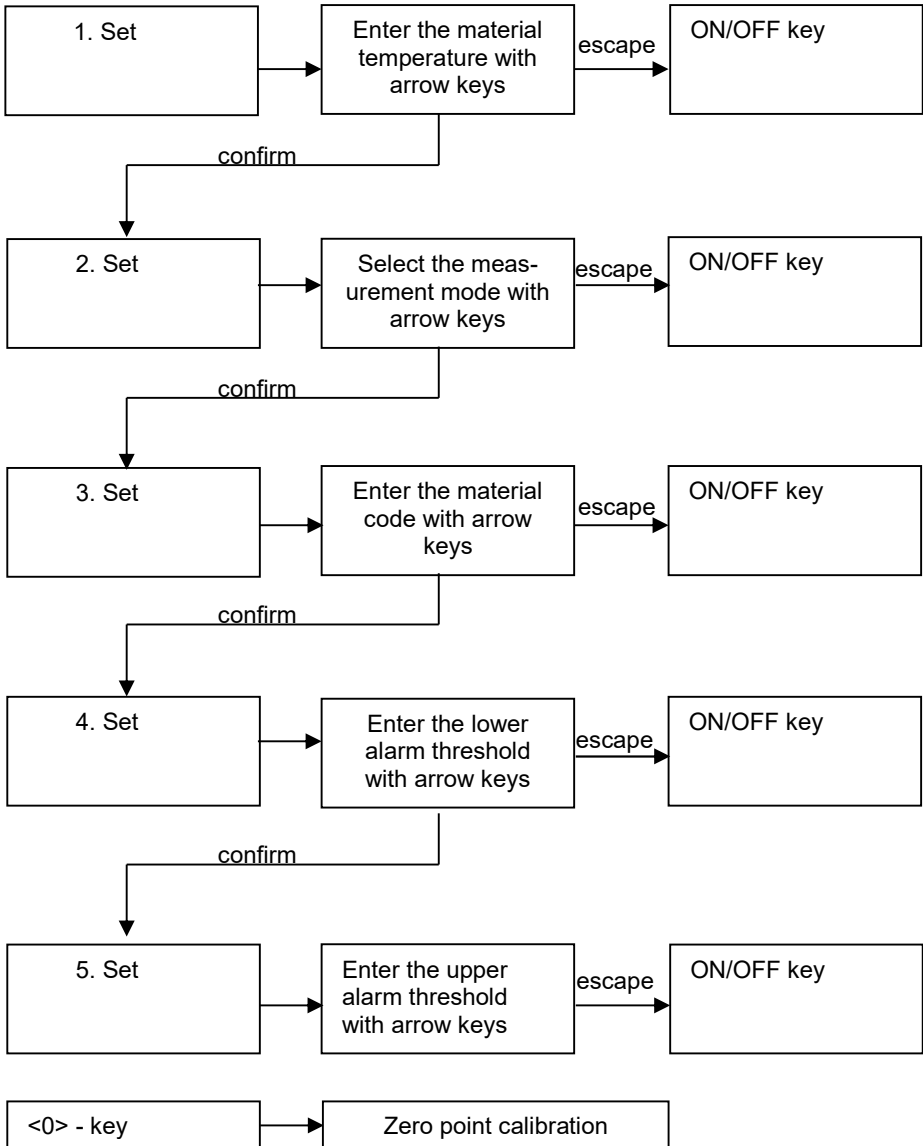 1. Set
Enter the material
temperature with
arrow keys
escape
ON/OFF key
confirm
2. Set
Select the meas-
urement mode with
arrow keys
escape
ON/OFF key
confirm
3. Set
Enter the material
code with arrow
keys
escape
ON/OFF key
confirm
4. Set
Enter the lower
alarm threshold
with arrow keys
escape
ON/OFF key
confirm
5. Set
Enter the upper
alarm threshold
with arrow keys
escape
ON/OFF key
<0> - key
Zero point calibration